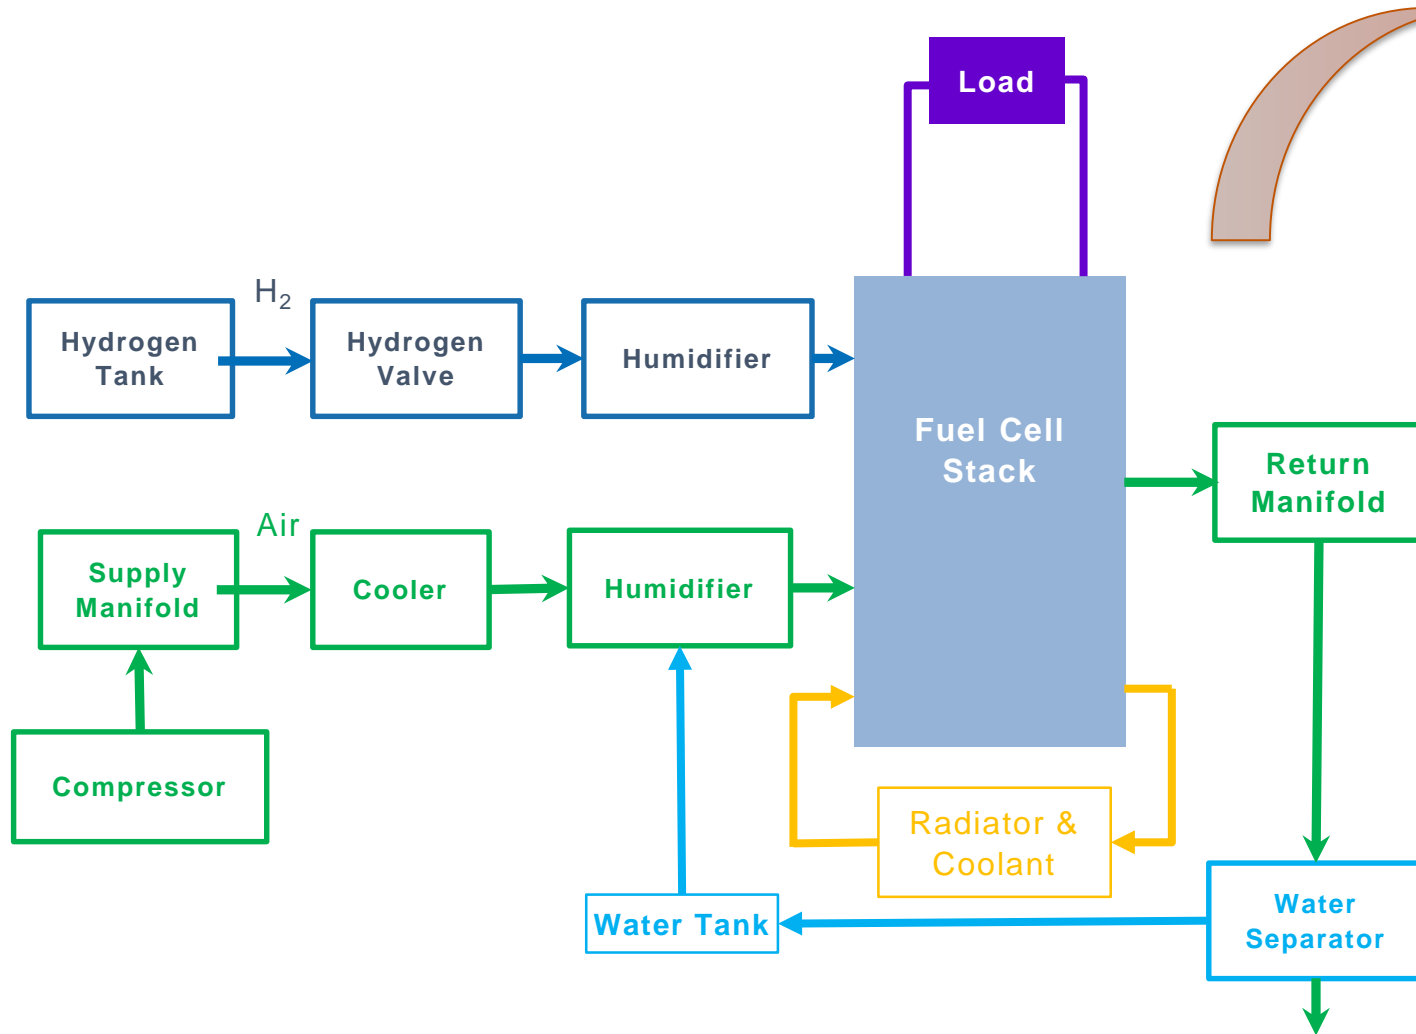 Load
H₂
Hydrogen
Tank
Hydrogen
Valve
Humidifier
Fuel Cell
Stack
Return
Manifold
Air
Supply
Manifold
Cooler
Humidifier
Compressor
Radiator &
Coolant
Water Tank
Water
Separator